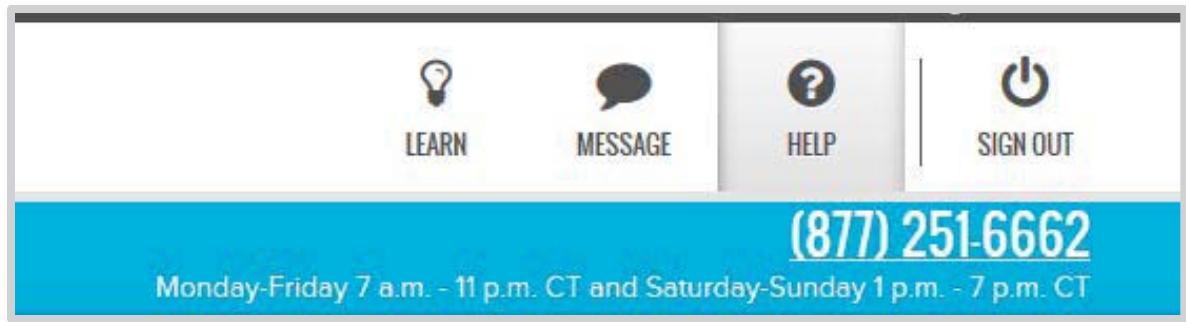 LEARN MESSAGE HELP SIGN OUT
(877) 251-6662
Monday-Friday 7 a.m. - 11 p.m. CT and Saturday-Sunday 1 p.m. - 7 p.m. CT